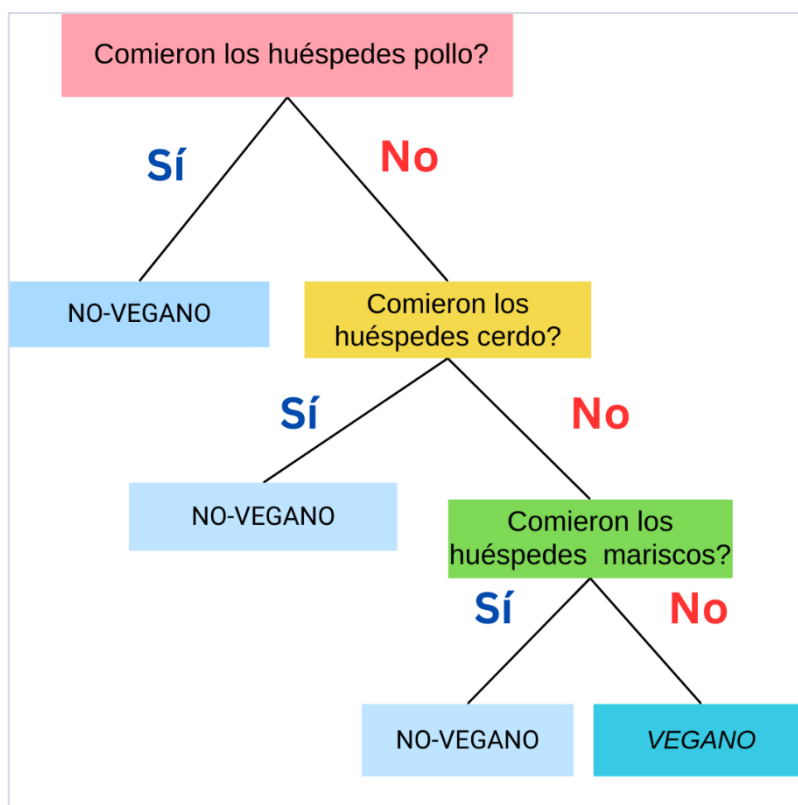 Comieron los huéspedes pollo?
Sí
No
NO-VEGANO
Comieron los
huéspedes cerdo?
Sí
No
NO-VEGANO
Comieron los
huéspedes mariscos?
Sí
No
NO-VEGANO
VEGANO